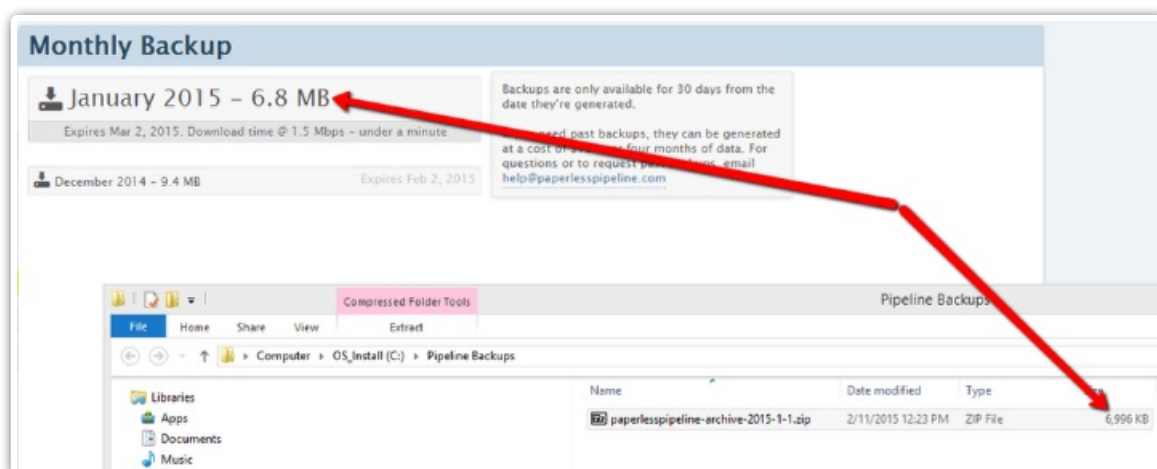 Monthly Backup
January 2015 – 6.8 MB
Expires Mar 2, 2015. Download time @ 1.5 Mbps – under a minute
December 2014 – 9.4 MB
Expires Feb 2, 2015
Backups are only available for 30 days from the
date they're generated.
need past backups, they can be generated
at a cost of four months of data. For
questions or to request email
help@paperlesspipeline.com
Compressed Folder Tools
Pipeline Backups
File
Home
Share
View
Extract
Computer
OS_Install (C:)
Pipeline Backups
Libraries
Apps
Documents
Music
Name
Date modified
Type
paperlesspipeline-archive-2015-1-1.zip
2/11/2015 12:23 PM
ZIP File
6,996 KB